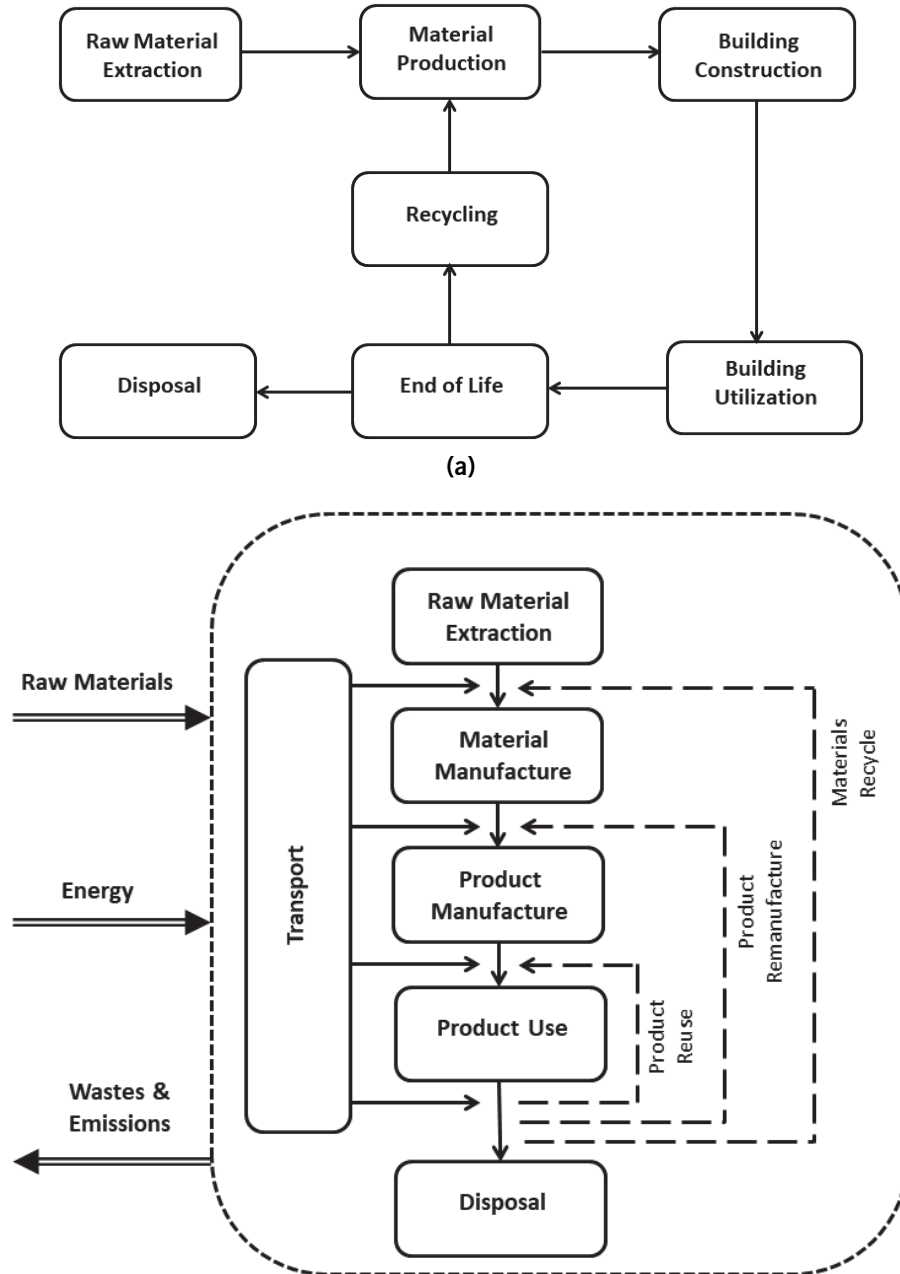 Raw Material
Extraction
Material
Production
Building
Construction
Recycling
Disposal
End of Life
Building
Utilization
(a)
Raw Material
Extraction
Raw Materials
Material
Manufacture
Materials
Recycle
Energy
Transport
Product
Manufacture
Product
Remanufacture
Product Use
Product
Reuse
Wastes &
Emissions
Disposal